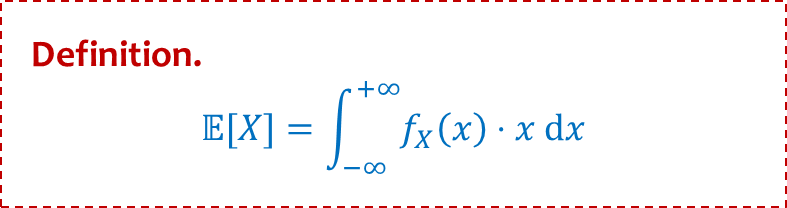 Definition.
𝔼[X] = ∫_{−∞}^{+∞} f_X(x) · x dx